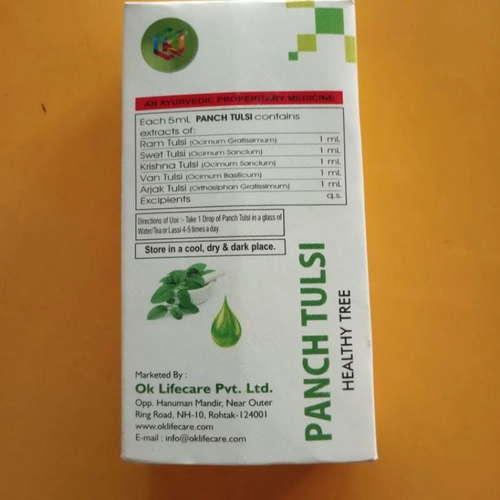 AN AYURVEDIC PROPERTARY MEDICINE
Each 5mL PANCH TULSI contains
extracts of:
Ram Tulsi (Ocimum Gratissimum) 1 mL
Swet Tulsi (Ocimum Sanctum) 1 mL
Krishna Tulsi (Ocimum Sanctum) 1 mL
Van Tulsi (Ocimum Basilicum) 1 mL
Arjak Tulsi (Orthasiphan Gratissimum) 1 mL
Excipients q.s.
Directions of Use :- Take 1 Drop of Panch Tulsi in a glass of
Water/Tea or Lassi-4-5 times a day.
Store in a cool, dry & dark place.
PANCH TULSI
HEALTHY TREE
Marketed By :
Ok Lifecare Pvt. Ltd.
Opp. Hanuman Mandir, Near Outer
Ring Road, NH-10, Rohtak-124001
www.oklifecare.com
E-mail : info@oklifecare.com